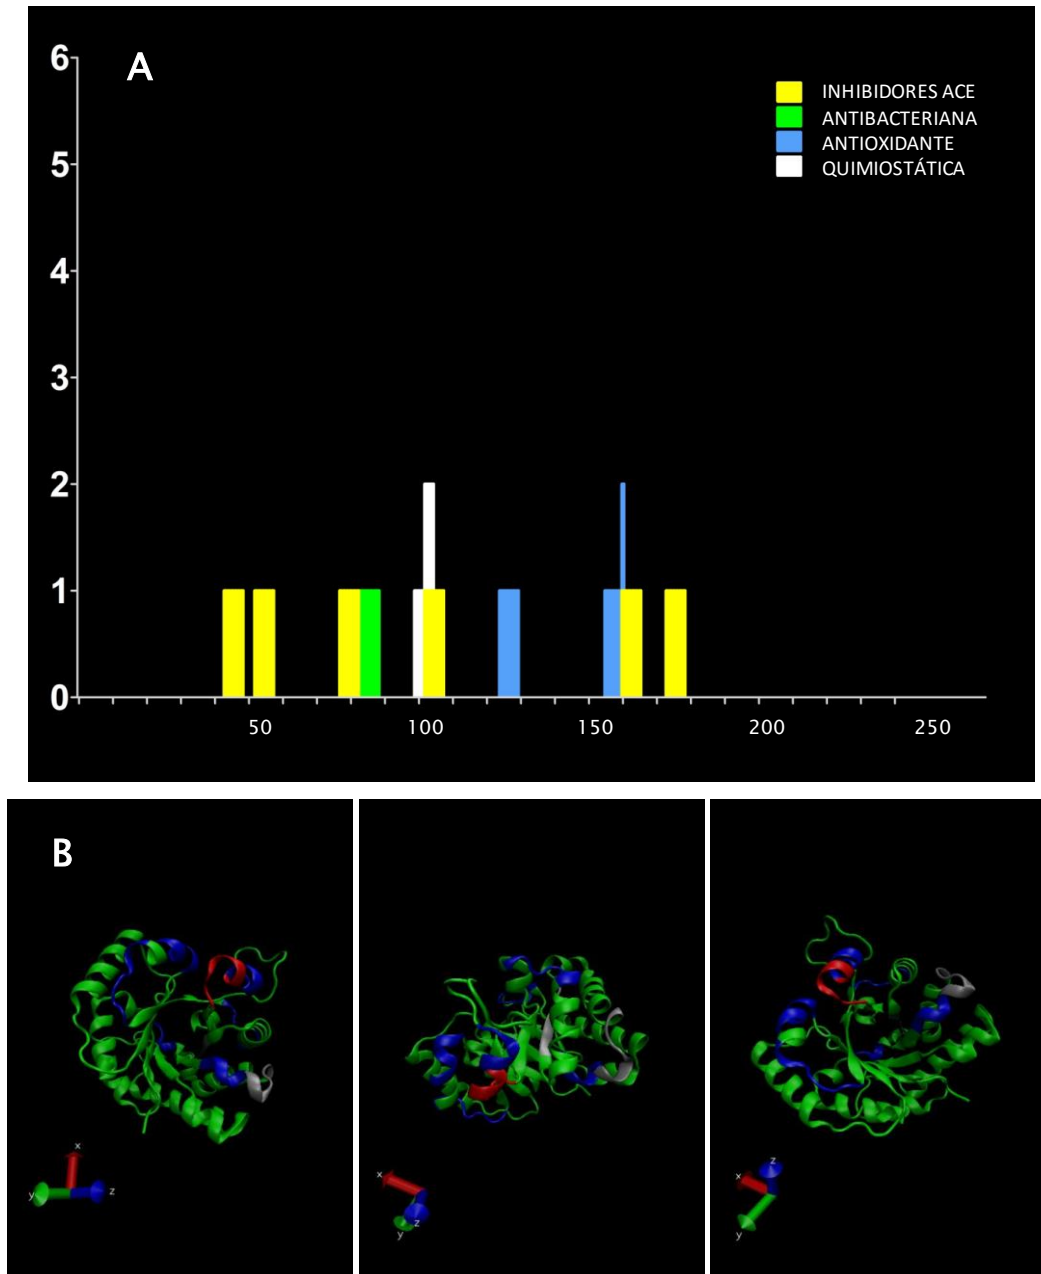 A
6
5
4
3
2
1
0
INHIBIDORES ACE
ANTIBACTERIANA
ANTIOXIDANTE
QUIMIOSTÁTICA
50 100 150 200 250
B
x
y z
x
z
y
z
x
y